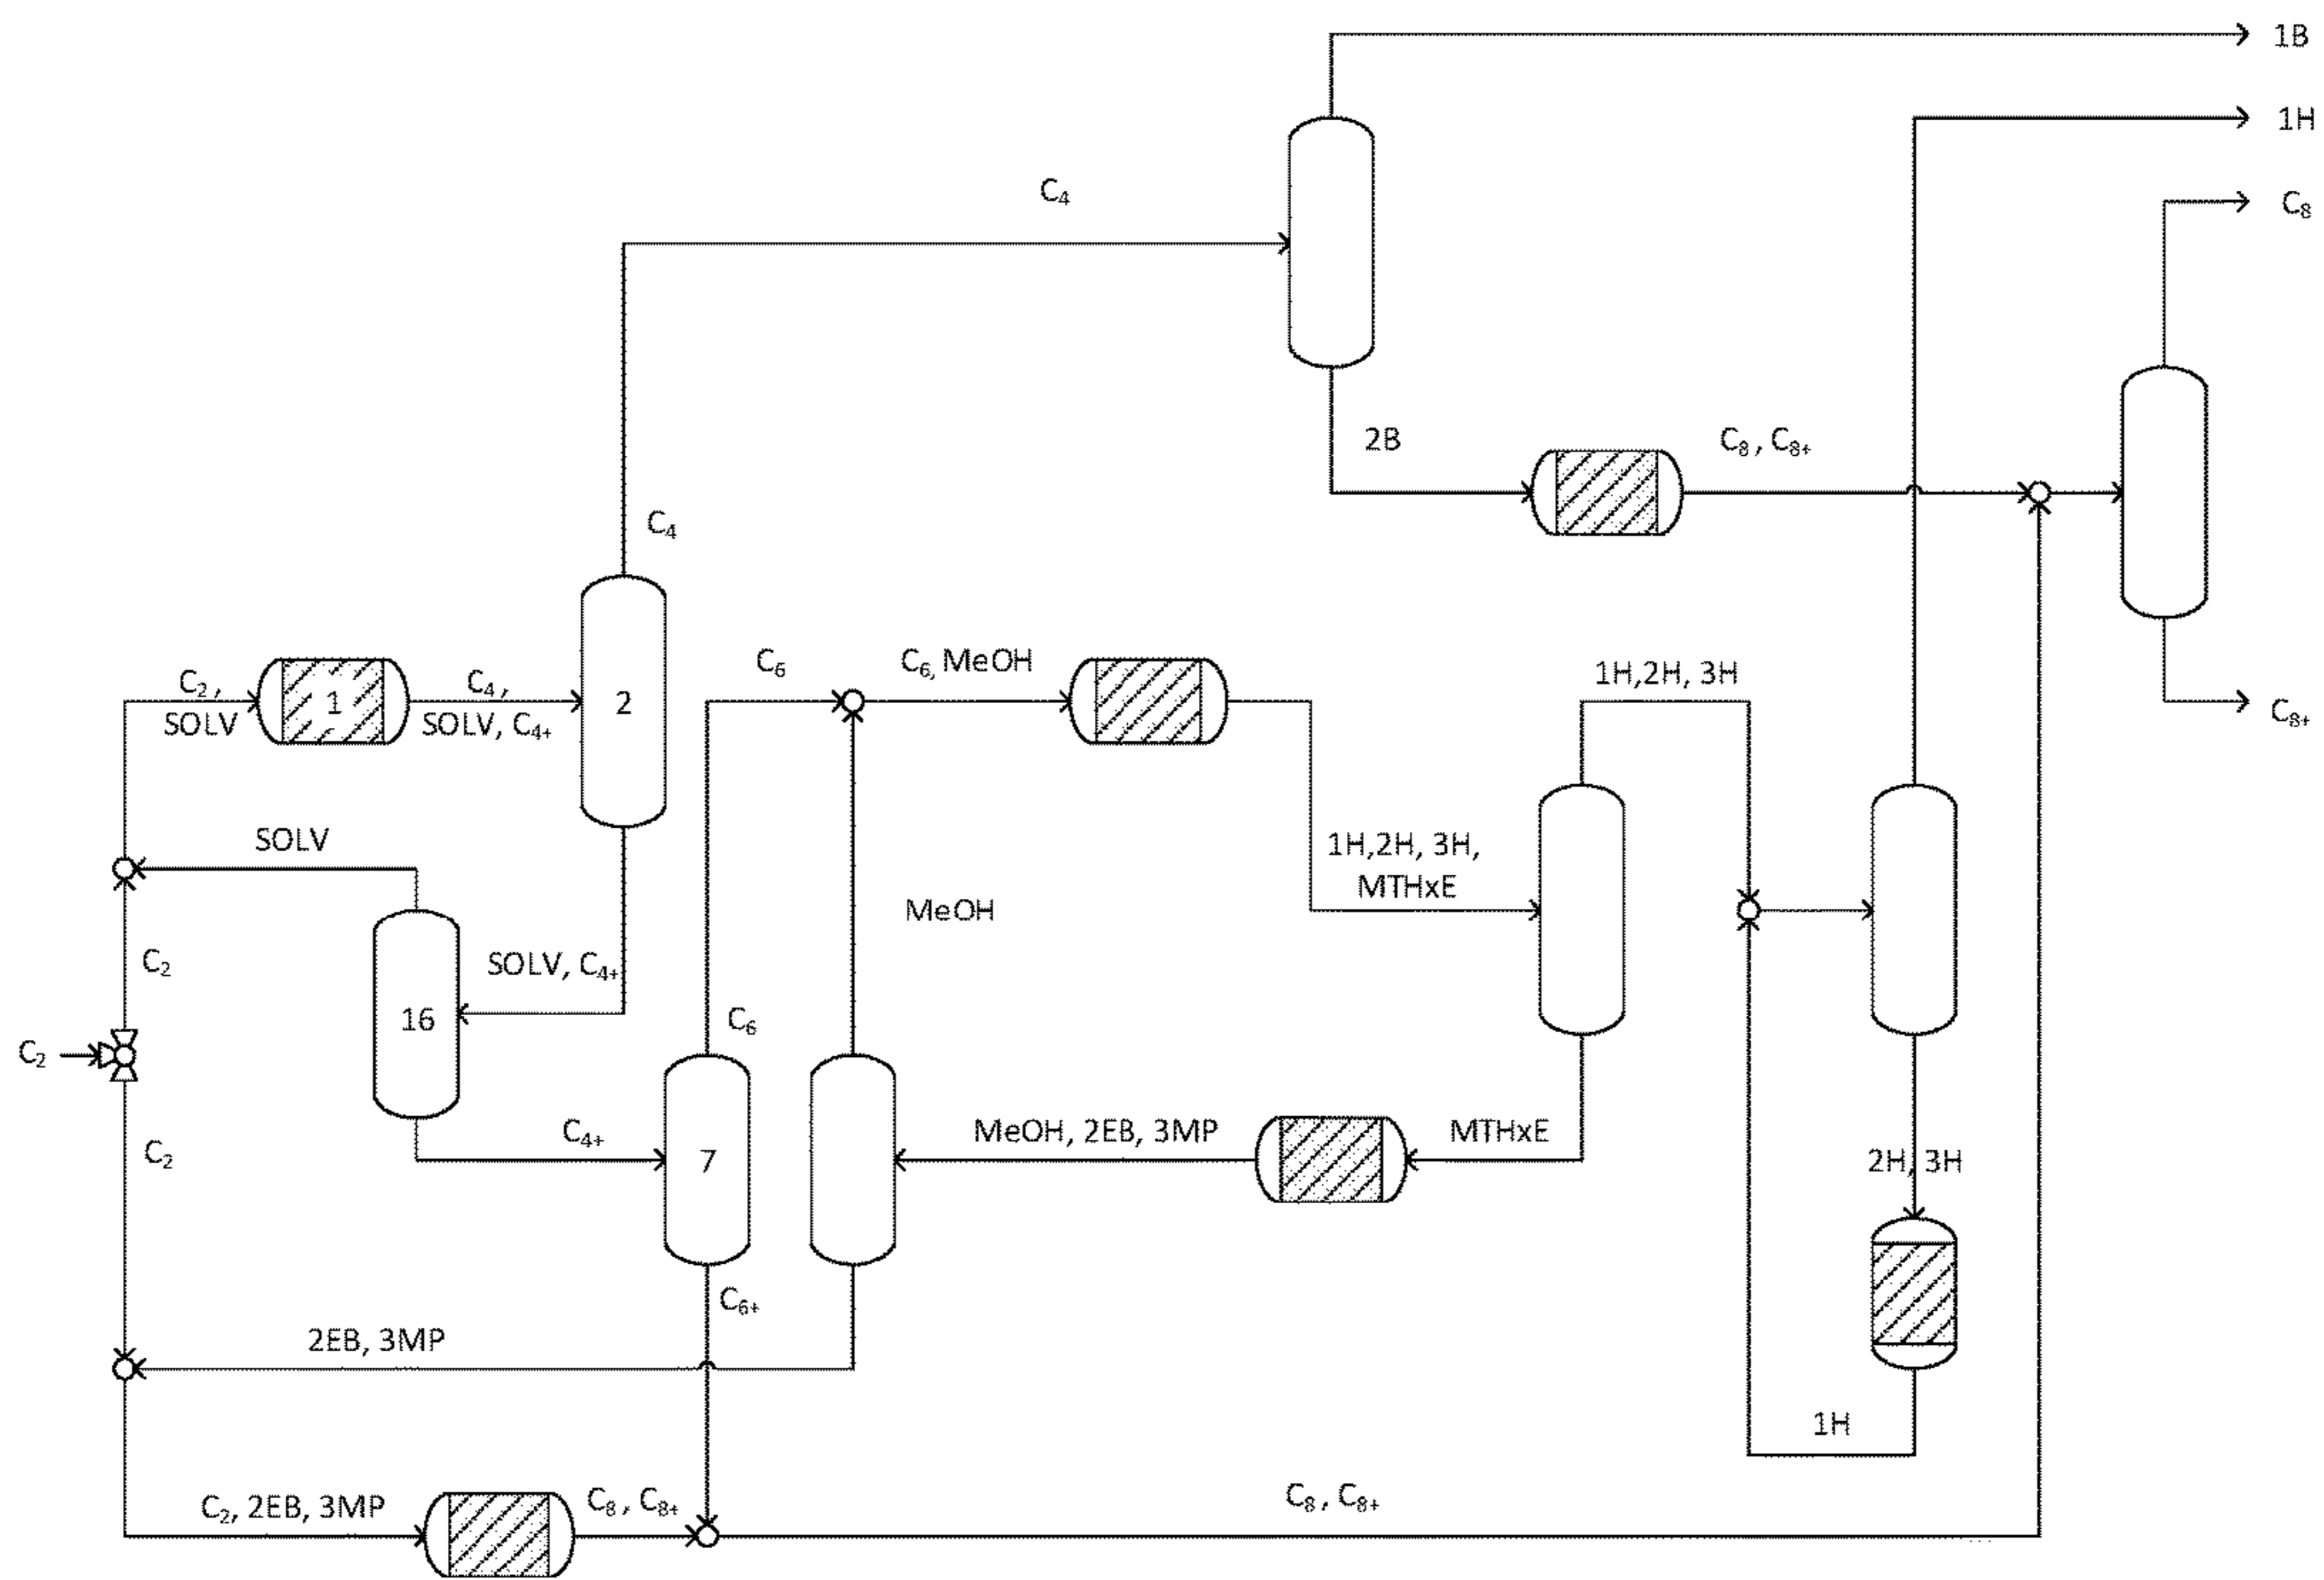 1B
1H
C₄
C₈
2B
C₈, C₈₊
C₄
C₆
C₆, MeOH
1H,2H, 3H
C₂,
SOLV
1
C₄,
SOLV, C₄₊
2
C₈₊
SOLV
1H,2H, 3H,
MTHxE
MeOH
C₂
SOLV, C₄₊
16
C₆
C₂
C₄₊
7
MeOH, 2EB, 3MP
MTHxE
C₂
2H, 3H
C₆₊
2EB, 3MP
1H
C₂, 2EB, 3MP
C₈, C₈₊
C₈, C₈₊